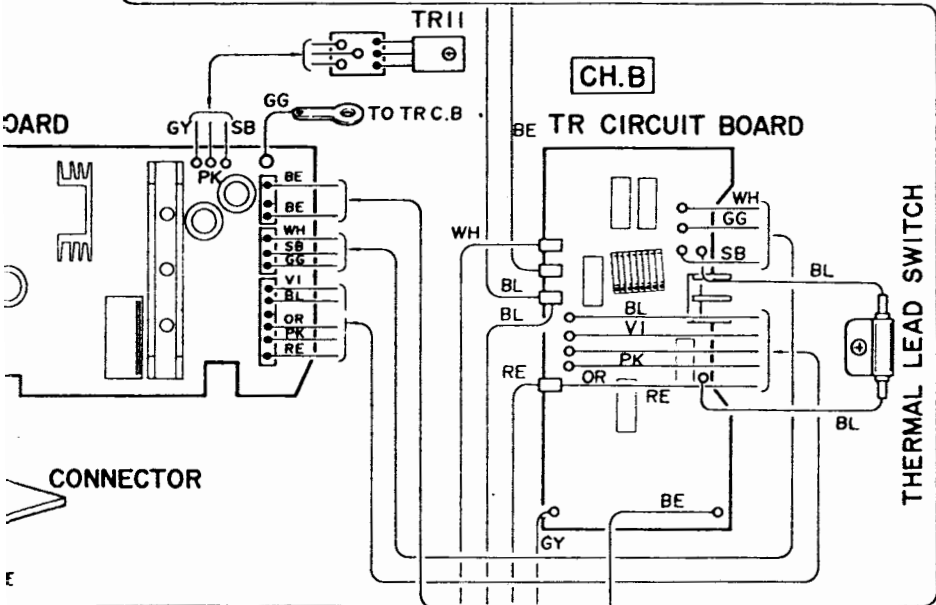 TR11
CH.B
GG
TO TR C.B
OARD
GY
SB
PK
BE
TR CIRCUIT BOARD
BE
BE
WH
SB
GG
VI
BL
OR
PK
RE
WH
BL
BL
RE
WH
GG
SB
BL
BL
VI
PK
OR
RE
BL
THERMAL LEAD SWITCH
CONNECTOR
GY
BE
E